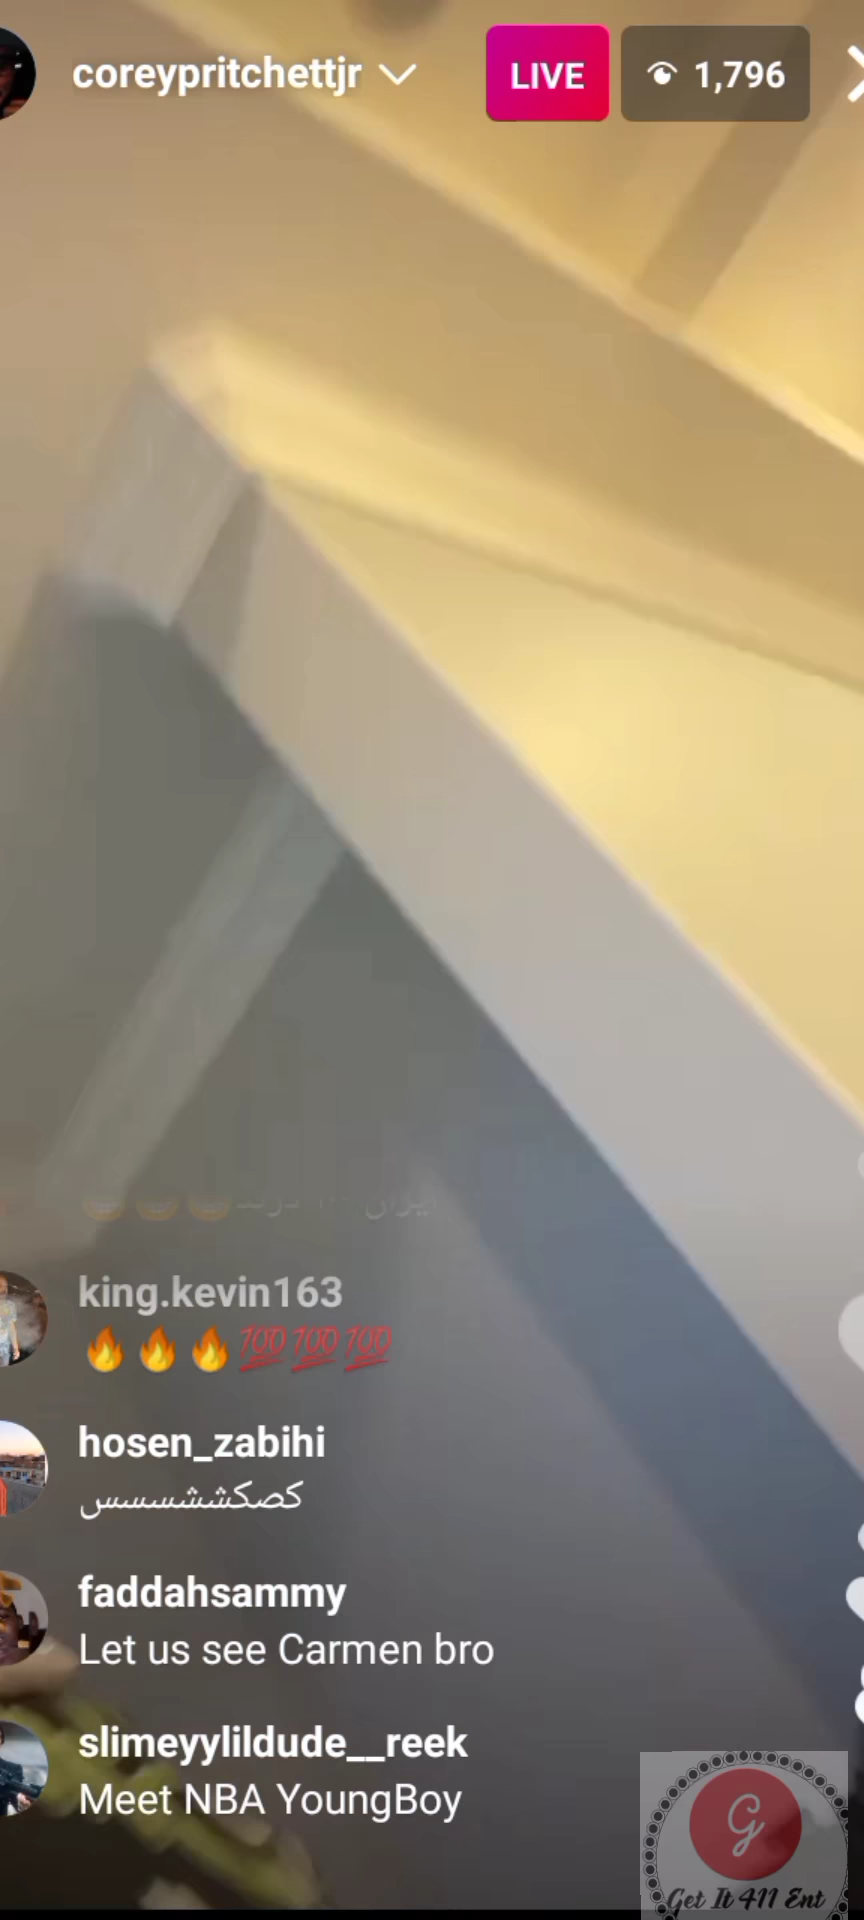 coreypritchettjr
LIVE
1,796
king.kevin163
🔥🔥🔥💯💯💯
hosen_zabihi
کصکششسسس
faddahsammy
Let us see Carmen bro
slimeyylildude__reek
Meet NBA YoungBoy
G
Get It 411 Ent